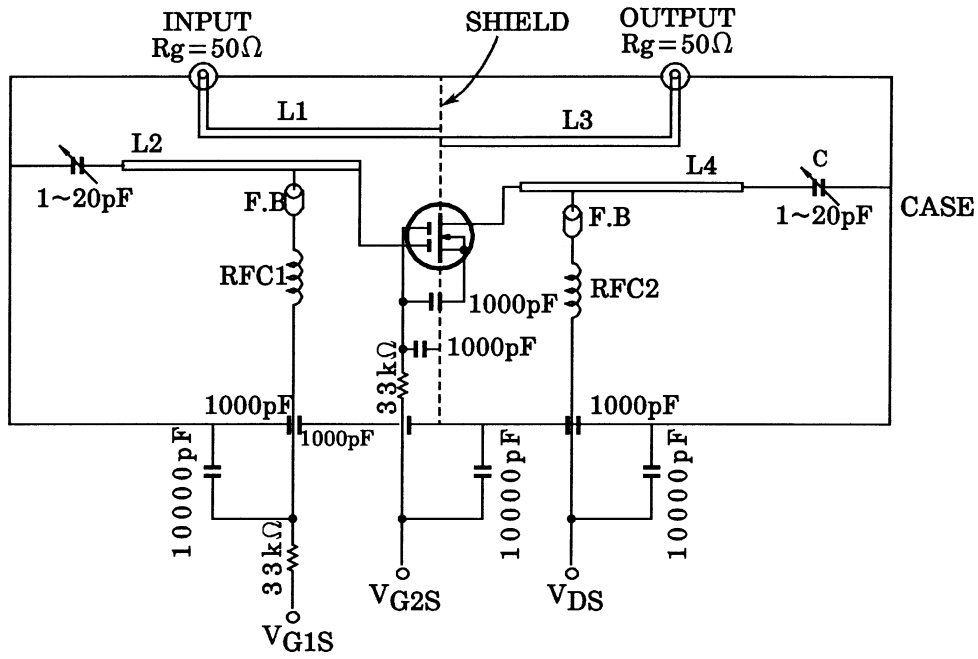 INPUT
Rg=50Ω
SHIELD
OUTPUT
Rg=50Ω
L1
L3
L2
L4
C
1~20pF
F.B
F.B
1~20pF
CASE
RFC1
RFC2
1000pF
1000pF
33kΩ
1000pF
1000pF
1000pF
10000pF
10000pF
10000pF
33kΩ
VG2S
VDS
VG1S